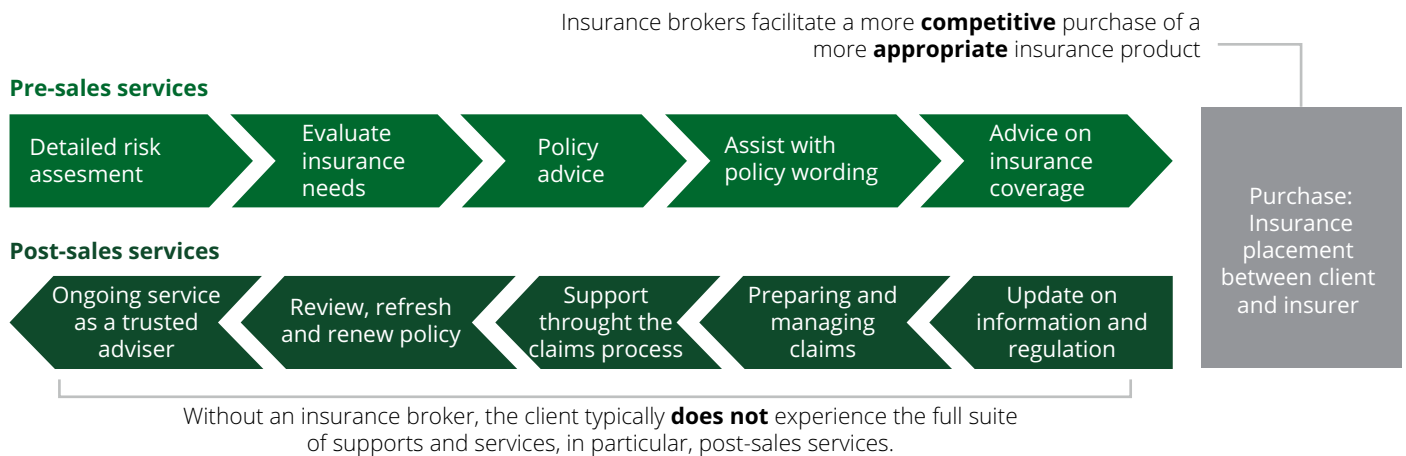 Insurance brokers facilitate a more competitive purchase of a
more appropriate insurance product
Pre-sales services
Detailed risk
assesment
Evaluate
insurance
needs
Policy
advice
Assist with
policy wording
Advice on
insurance
coverage
Purchase:
Insurance
placement
between client
and insurer
Post-sales services
Ongoing service
as a trusted
adviser
Review, refresh
and renew policy
Support
throught the
claims process
Preparing and
managing
claims
Update on
information and
regulation
Without an insurance broker, the client typically does not experience the full suite
of supports and services, in particular, post-sales services.